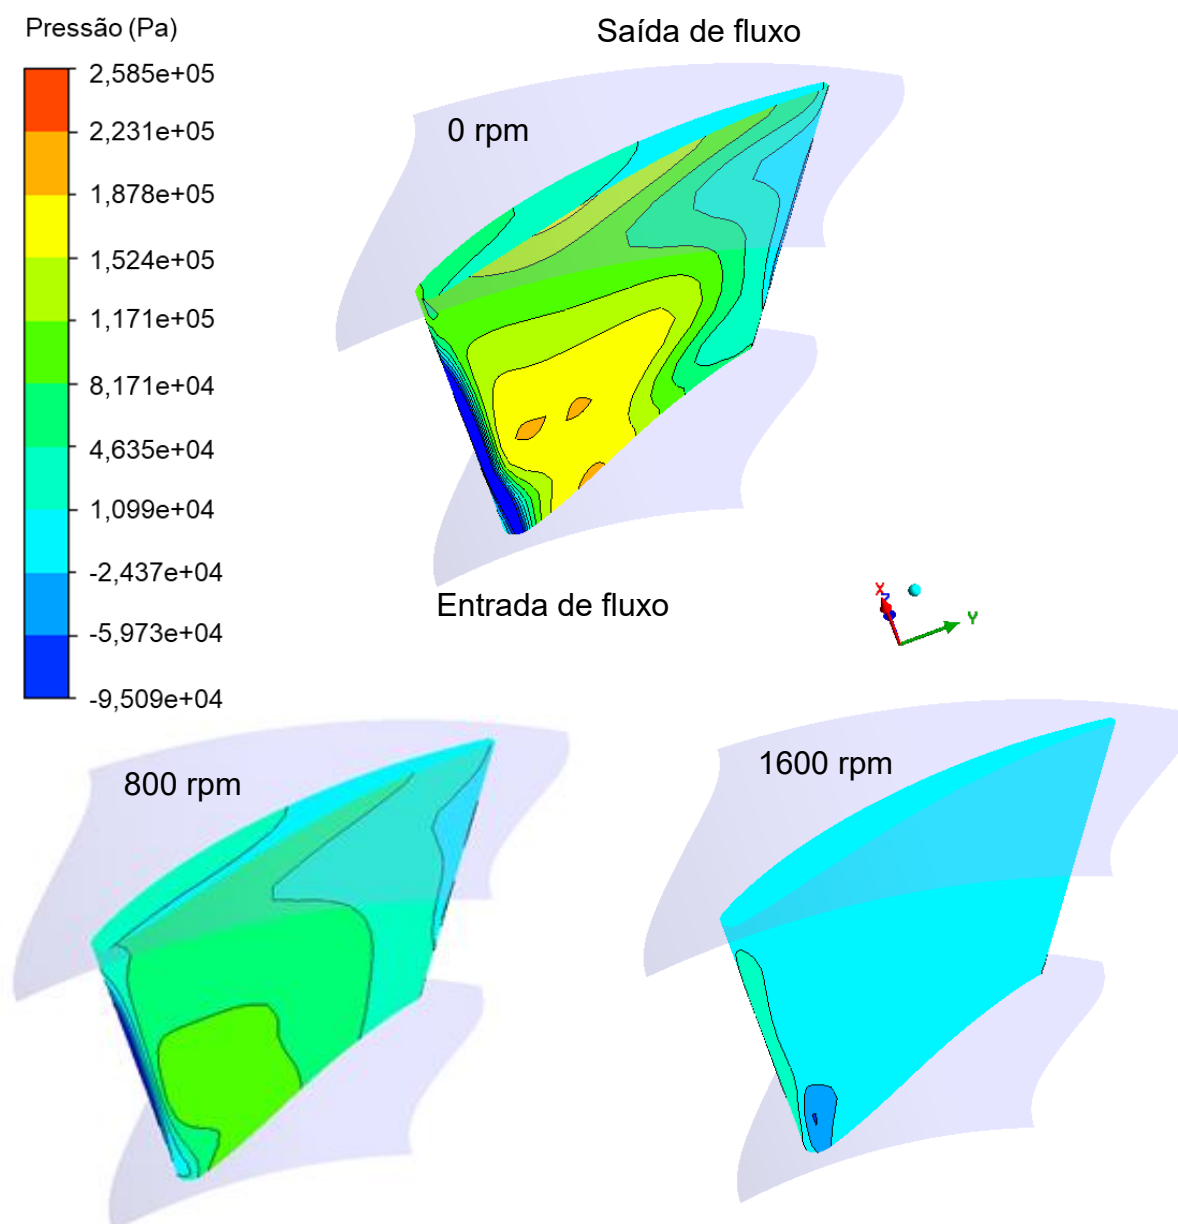 Pressão (Pa)
Saída de fluxo
2,585e+05
2,231e+05
1,878e+05
1,524e+05
1,171e+05
8,171e+04
4,635e+04
1,099e+04
-2,437e+04
-5,973e+04
-9,509e+04
0 rpm
Entrada de fluxo
X
Z
Y
800 rpm
1600 rpm